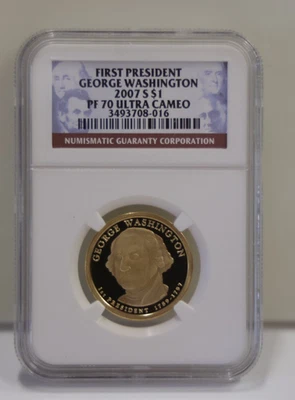 FIRST PRESIDENT
GEORGE WASHINGTON
2007 S $1
PF 70 ULTRA CAMEO
3493708-016
NUMISMATIC GUARANTY CORPORATION
GEORGE WASHINGTON
1st PRESIDENT 1789-1797